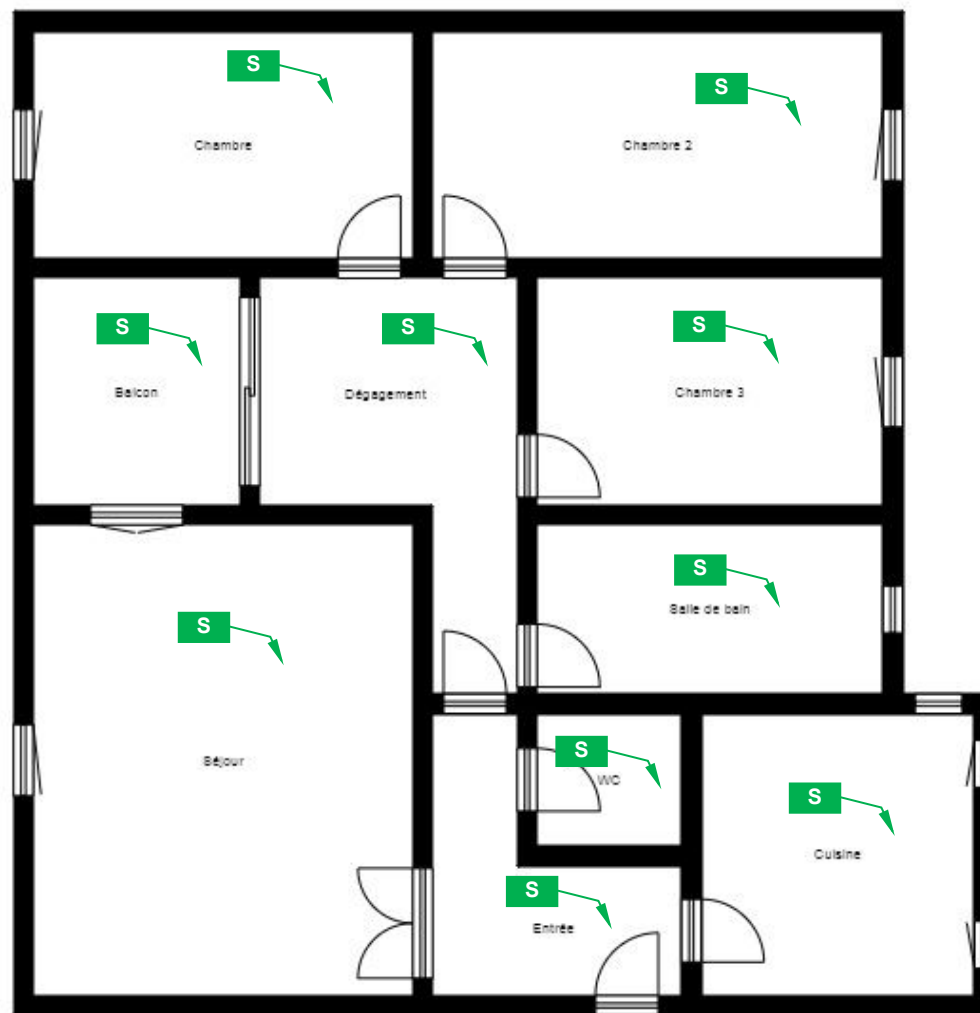 S
S
Chambre
Chambre 2
S
S
S
Balcon
Dégagement
Chambre 3
S
Salle de bain
S
Séjour
S
WC
S
Cuisine
S
Entrée